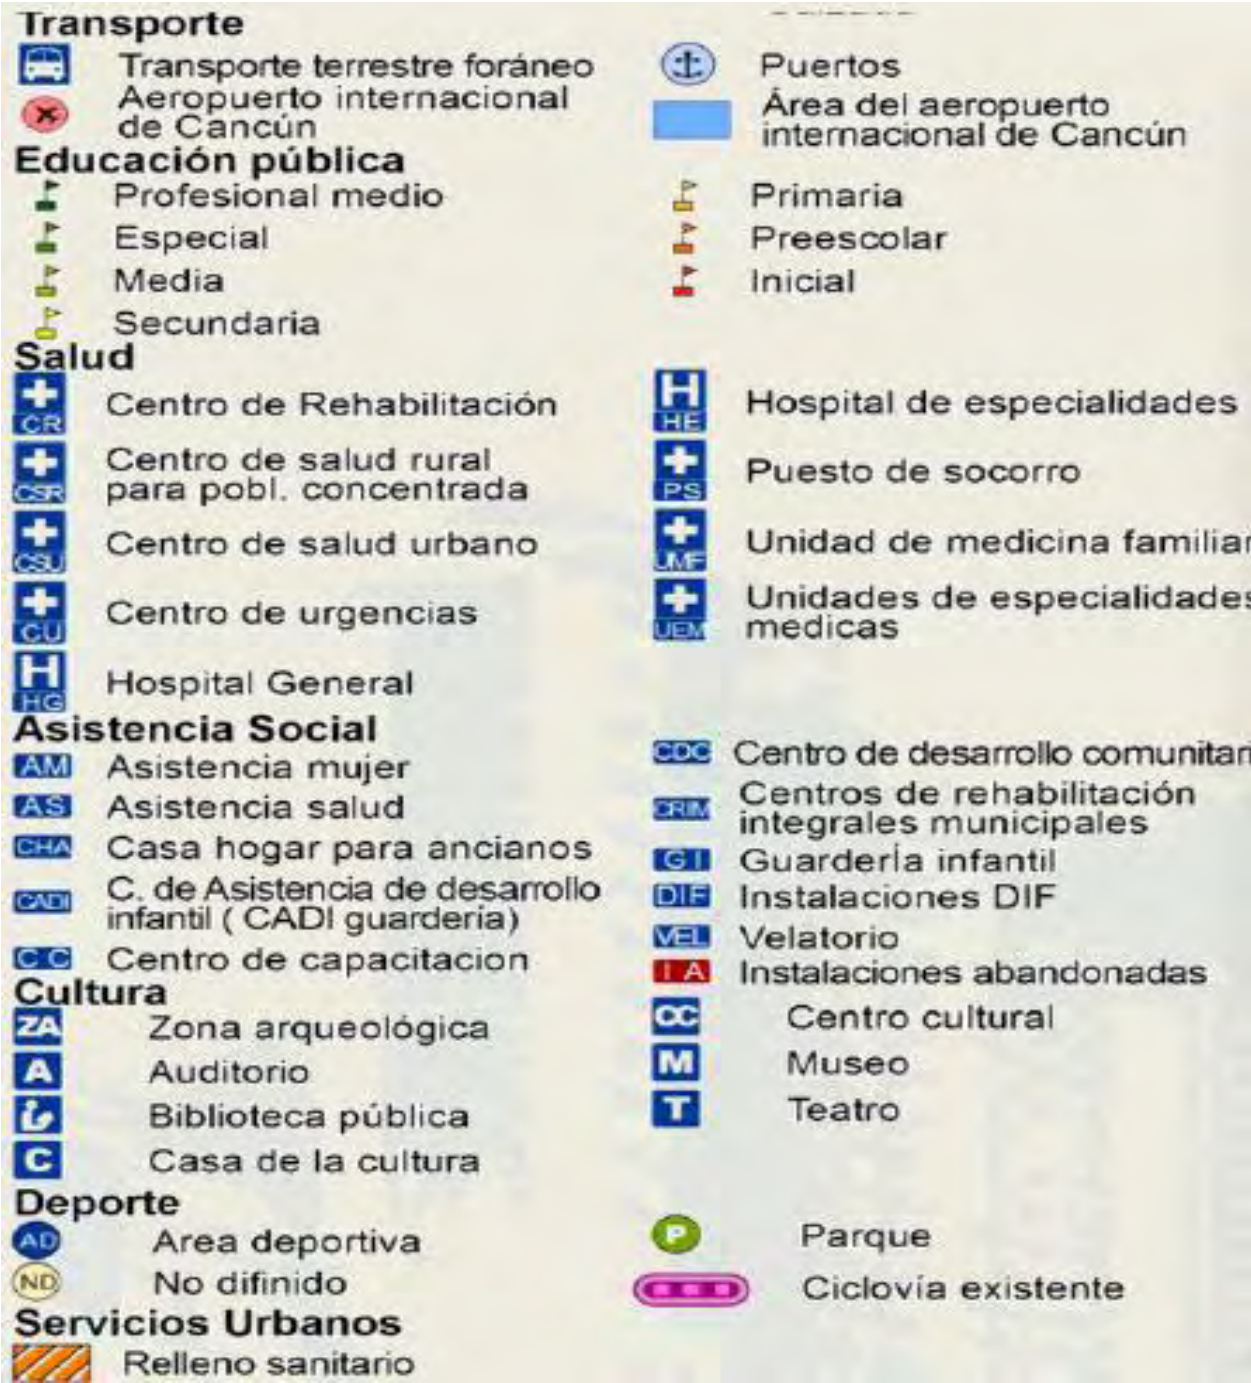 Transporte
Transporte terrestre foráneo
Aeropuerto internacional
de Cancún
Puertos
Área del aeropuerto
internacional de Cancún
Educación pública
Profesional medio
Especial
Media
Secundaria
Primaria
Preescolar
Inicial
Salud
CR Centro de Rehabilitación
CSR Centro de salud rural
para pobl. concentrada
CSU Centro de salud urbano
CU Centro de urgencias
H HG Hospital General
H HE Hospital de especialidades
PS Puesto de socorro
UMF Unidad de medicina familiar
UEM Unidades de especialidades
medicas
Asistencia Social
AM Asistencia mujer
AS Asistencia salud
CHA Casa hogar para ancianos
CADI C. de Asistencia de desarrollo
infantil ( CADI guardería)
CC Centro de capacitacion
CDC Centro de desarrollo comunitari
CRIM Centros de rehabilitación
integrales municipales
GI Guardería infantil
DIF Instalaciones DIF
VEL Velatorio
IA Instalaciones abandonadas
Cultura
ZA Zona arqueológica
A Auditorio
Biblioteca pública
C Casa de la cultura
CC Centro cultural
M Museo
T Teatro
Deporte
AD Area deportiva
ND No difinido
P Parque
Ciclovía existente
Servicios Urbanos
Relleno sanitario